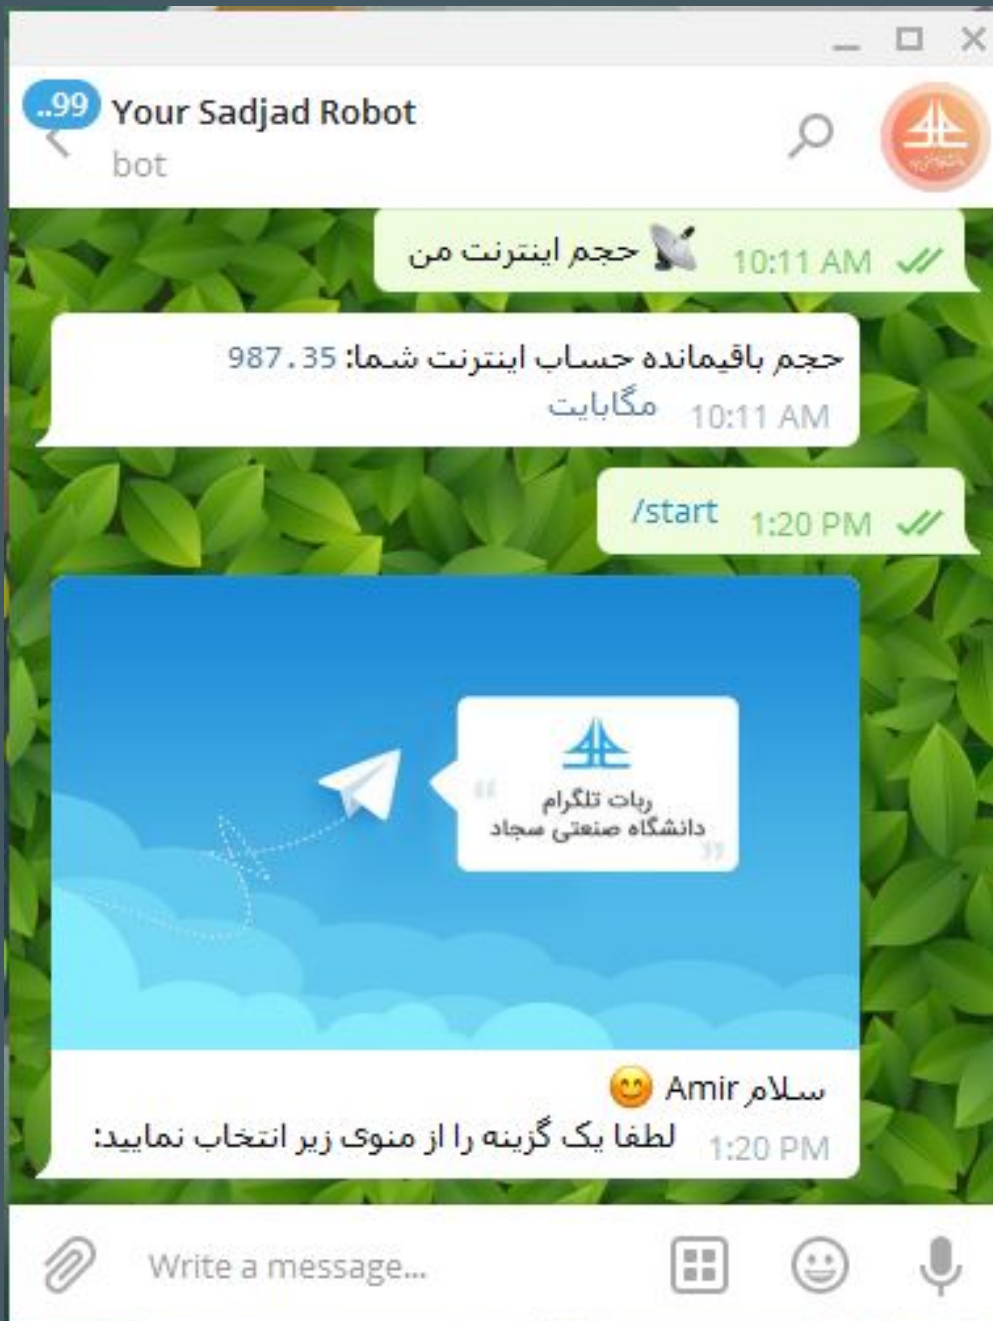 ..99
Your Sadjad Robot
bot
حجم اینترنت من
10:11 AM
حجم باقیمانده حساب اینترنت شما: 987.35
مگابایت
10:11 AM
/start
1:20 PM
ربات تلگرام
دانشگاه صنعتی سجاد
سلام Amir 😊
لطفا یک گزینه را از منوی زیر انتخاب نمایید:
1:20 PM
Write a message...